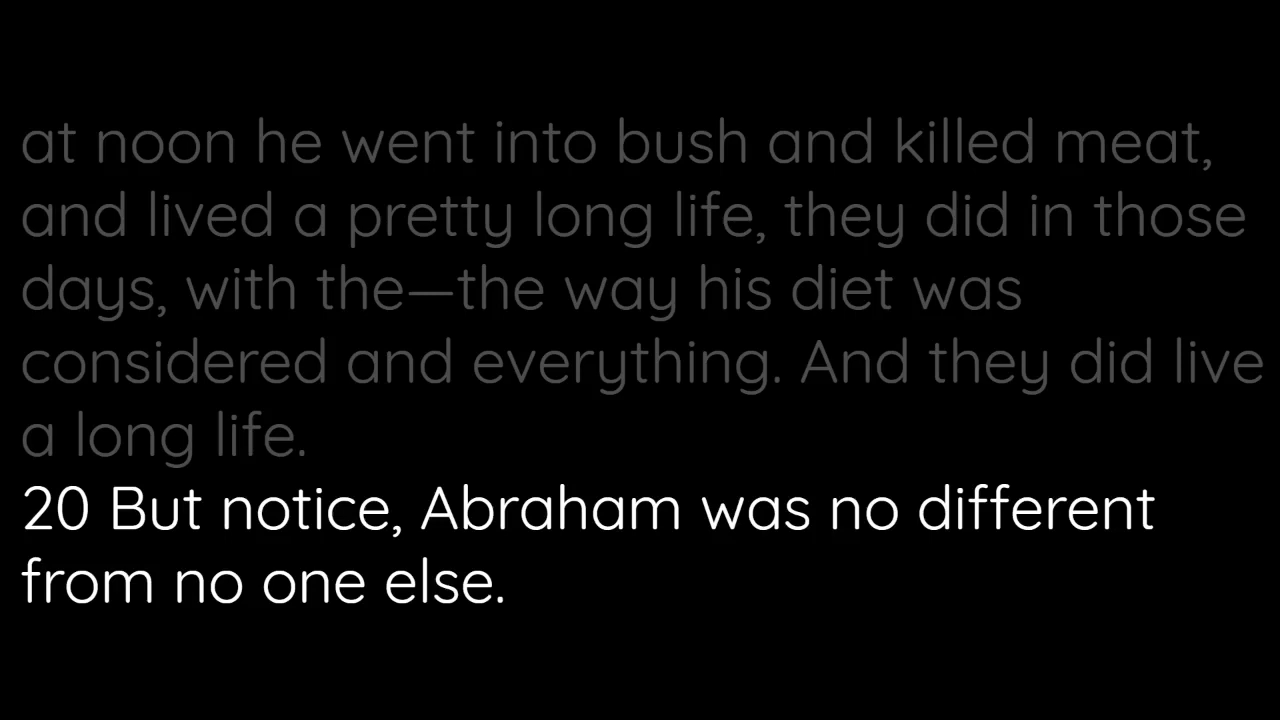 at noon he went into bush and killed meat,
and lived a pretty long life, they did in those
days, with the—the way his diet was
considered and everything. And they did live
a long life.
20 But notice, Abraham was no different
from no one else.